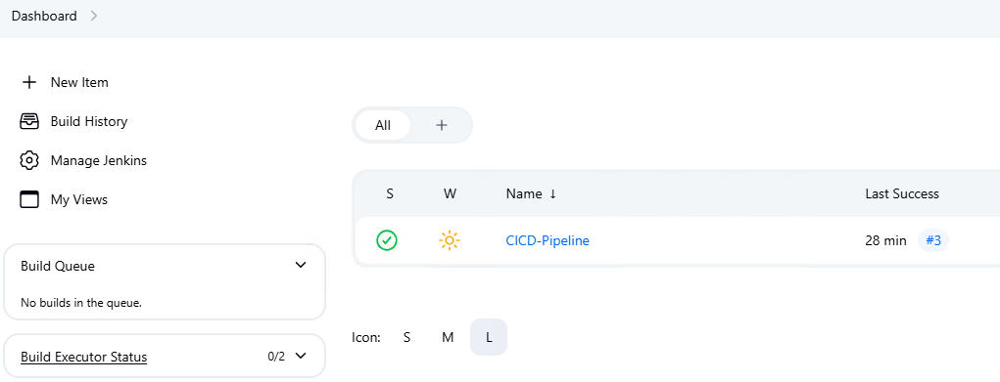 Dashboard
New Item
Build History
Manage Jenkins
My Views
Build Queue
No builds in the queue.
Build Executor Status 0/2
All +
S W Name ↓ Last Success
CICD-Pipeline 28 min #3
Icon: S M L